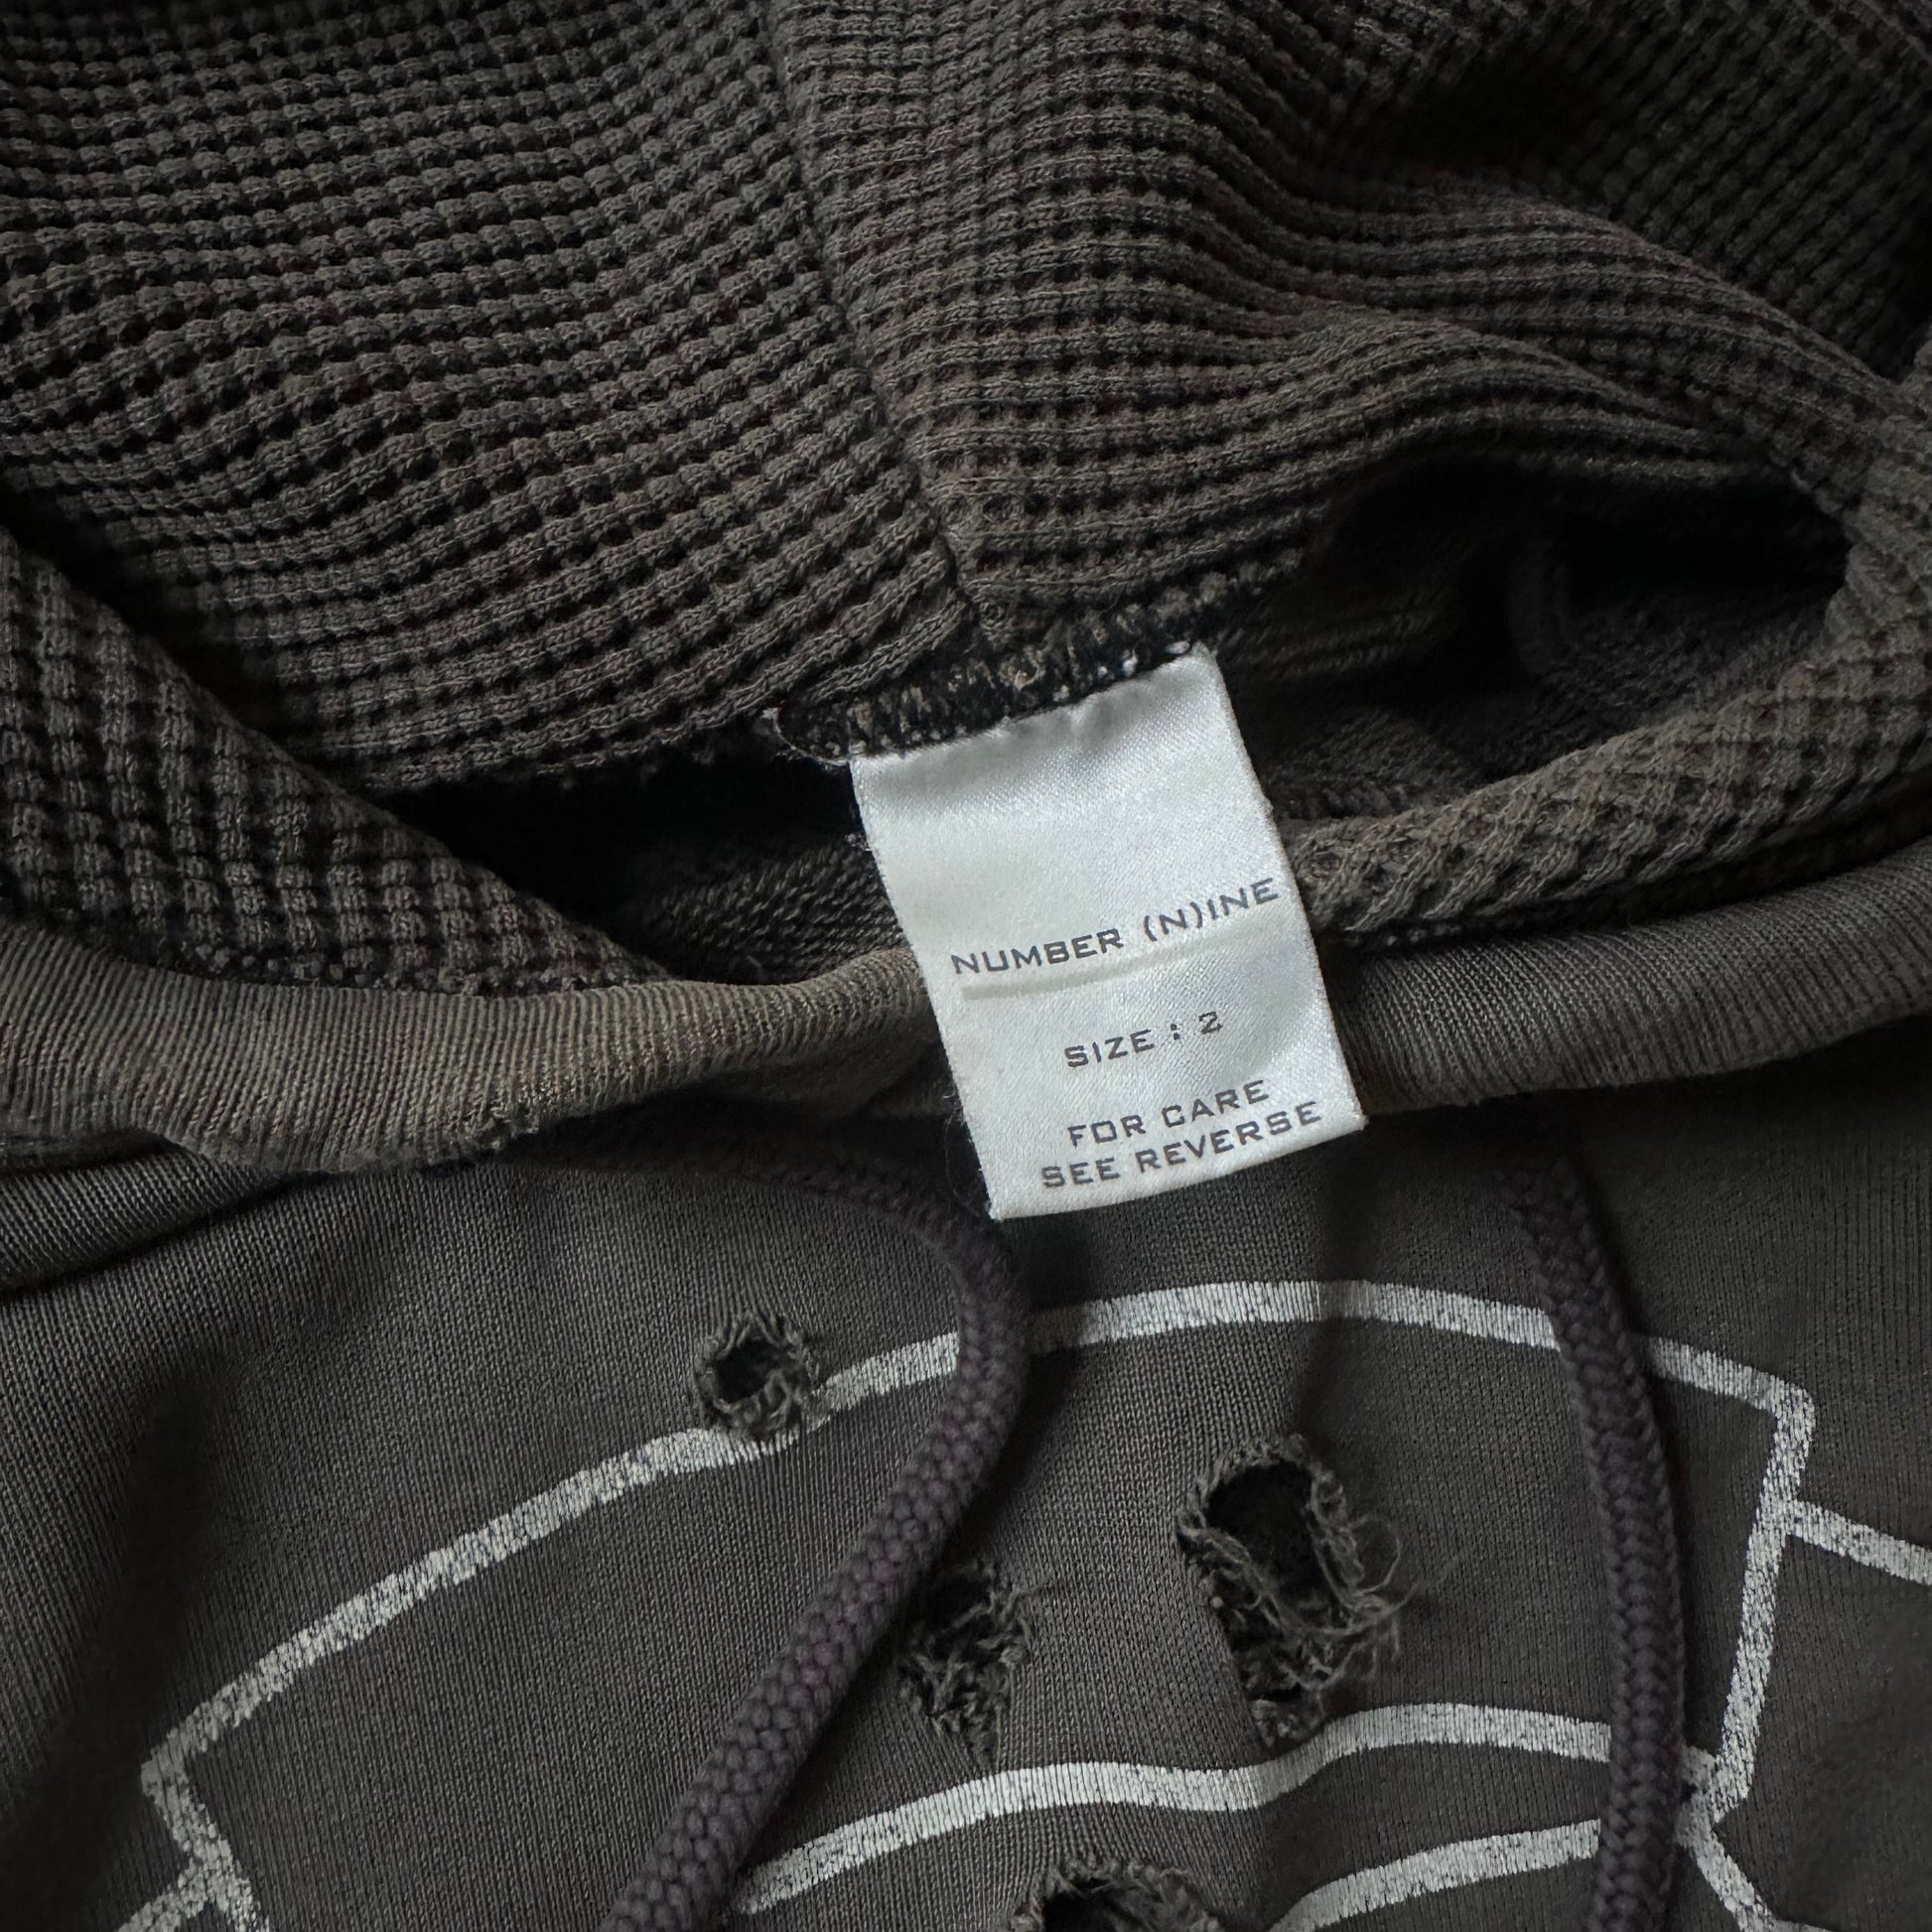 NUMBER (N)INE
SIZE : 2
FOR CARE
SEE REVERSE